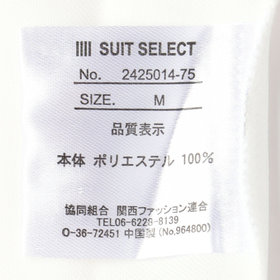 SUIT SELECT
No. 2425014-75
SIZE. M
品質表示
本体 ポリエステル 100%
協同組合 関西ファッション連合
TEL06-6228-8139
O-36-72451 中国製 (No,964800)